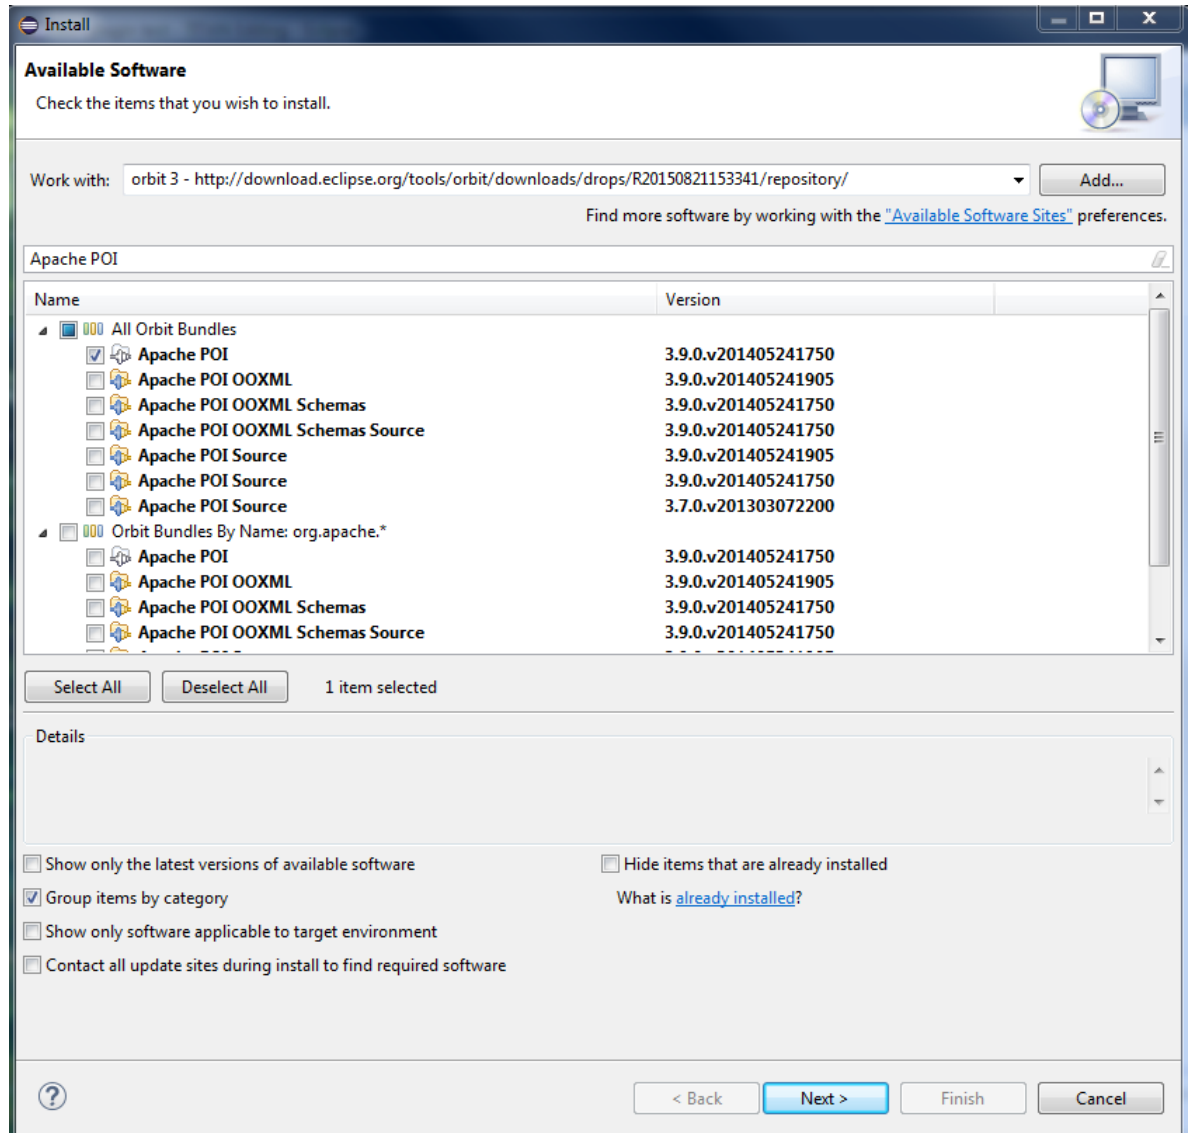 Install
Available Software
Check the items that you wish to install.
Work with: orbit 3 - http://download.eclipse.org/tools/orbit/downloads/drops/R20150821153341/repository/ Add...
Find more software by working with the "Available Software Sites" preferences.
Apache POI
Name Version
All Orbit Bundles
Apache POI 3.9.0.v201405241750
Apache POI OOXML 3.9.0.v201405241905
Apache POI OOXML Schemas 3.9.0.v201405241750
Apache POI OOXML Schemas Source 3.9.0.v201405241750
Apache POI Source 3.9.0.v201405241905
Apache POI Source 3.9.0.v201405241750
Apache POI Source 3.7.0.v201303072200
Orbit Bundles By Name: org.apache.*
Apache POI 3.9.0.v201405241750
Apache POI OOXML 3.9.0.v201405241905
Apache POI OOXML Schemas 3.9.0.v201405241750
Apache POI OOXML Schemas Source 3.9.0.v201405241750
Select All Deselect All 1 item selected
Details
Show only the latest versions of available software Hide items that are already installed
Group items by category What is already installed?
Show only software applicable to target environment
Contact all update sites during install to find required software
? < Back Next > Finish Cancel